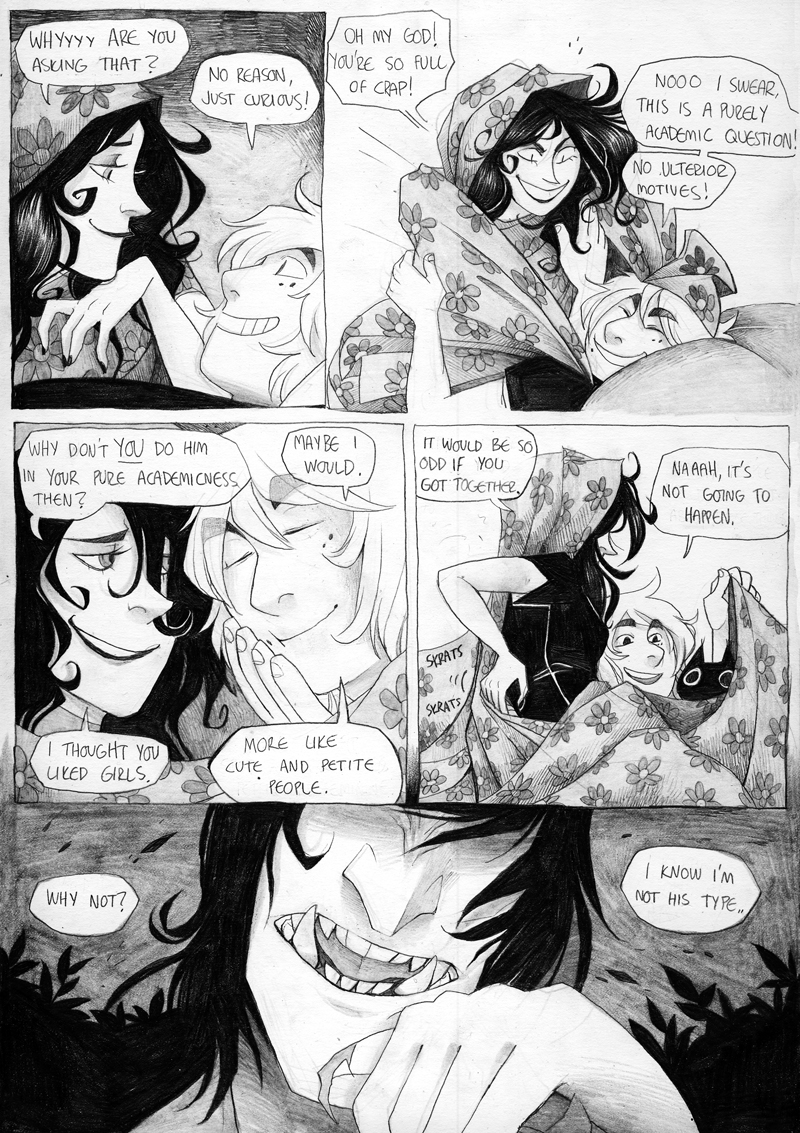 WHYYYY ARE YOU
ASKING THAT?
NO REASON,
JUST CURIOUS!
OH MY GOD!
YOU'RE SO FULL
OF CRAP!
NOOO I SWEAR,
THIS IS A PURELY
ACADEMIC QUESTION!
NO ULTERIOR
MOTIVES!
WHY DON'T YOU DO HIM
IN YOUR PURE ACADEMICNESS
THEN?
MAYBE I
WOULD.
I THOUGHT YOU
LIKED GIRLS.
MORE LIKE
CUTE AND PETITE
PEOPLE.
IT WOULD BE SO
ODD IF YOU
GOT TOGETHER.
NAAAH, IT'S
NOT GOING TO
HAPPEN.
SKRATS
SKRATS
WHY NOT?
I KNOW I'M
NOT HIS TYPE..